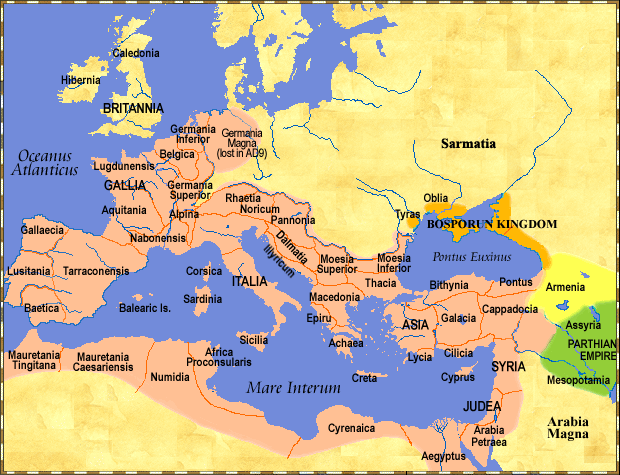 Caledonia
Hibernia
BRITANNIA
Germania
Inferior
Germania
Magna
(lost in AD9)
Sarmatia
Oceanus
Atlanticus
Belgica
Lugdunensis
GALLIA
Germania
Superior
Rhaetia
Noricum
Oblia
Aquitania
Alpina
Pannonia
Tyras
BOSPORUN KINGDOM
Gallaecia
Nabonensis
Dalmatia
Illyricum
Moesia
Superior
Moesia
Inferior
Pontus Euxinus
Lusitania
Tarraconensis
Corsica
ITALIA
Thacia
Bithynia
Pontus
Armenia
Baetica
Balearic Is.
Sardinia
Macedonia
Epiru
ASIA
Galacia
Cappadocia
Assyria
PARTHIAN
EMPIRE
Mauretania
Tingitana
Mauretania
Caesariensis
Africa
Proconsularis
Sicilia
Achaea
Lycia
Cilicia
SYRIA
Numidia
Mare Interum
Creta
Cyprus
Mesopotamia
JUDEA
Cyrenaica
Arabia
Petraea
Arabia
Magna
Aegyptus